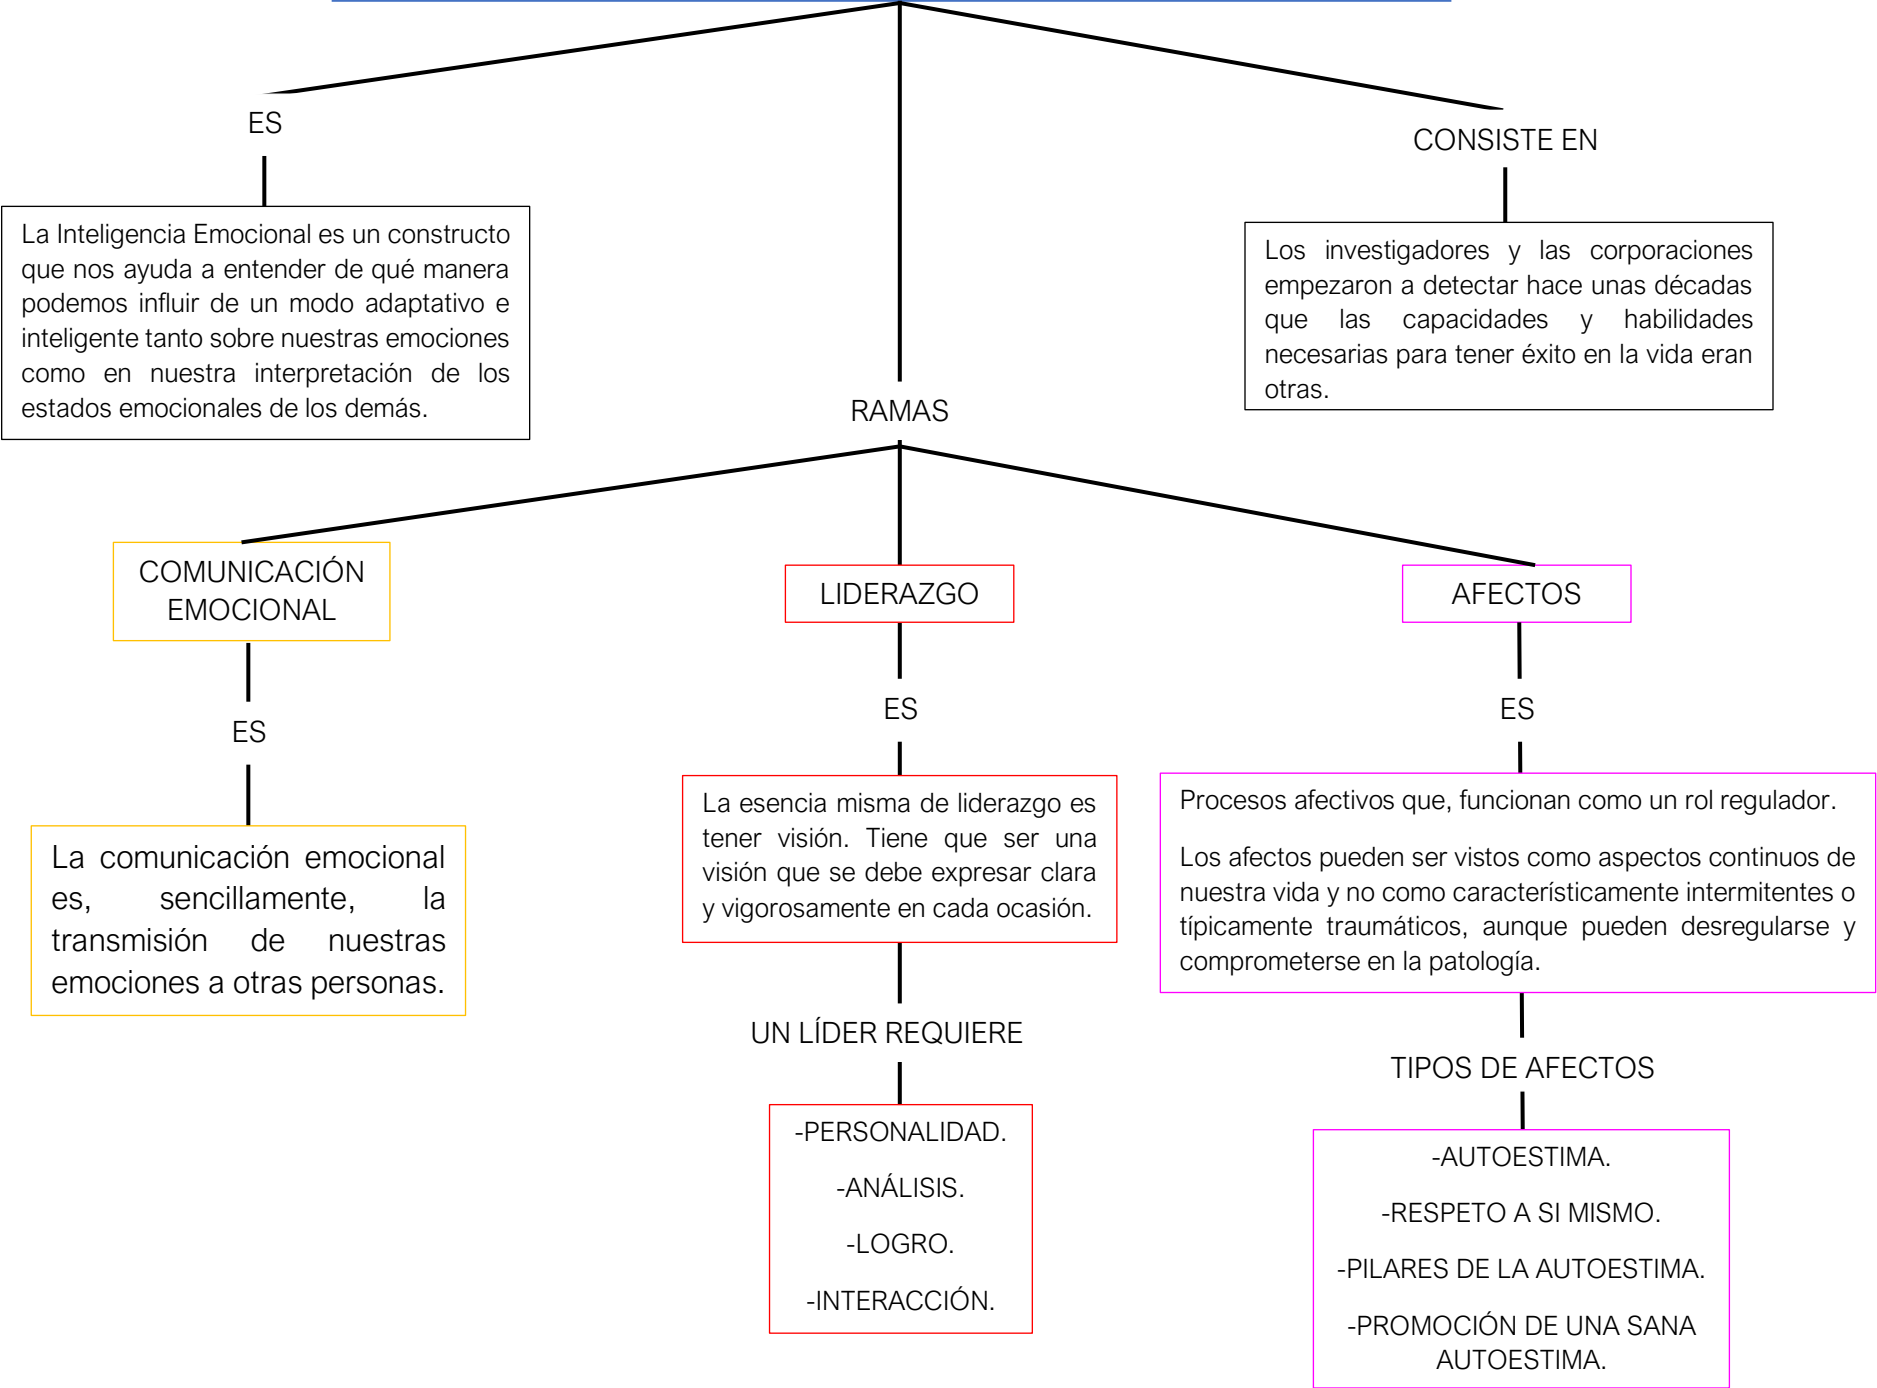 ES
La Inteligencia Emocional es un constructo
que nos ayuda a entender de qué manera
podemos influir de un modo adaptativo e
inteligente tanto sobre nuestras emociones
como en nuestra interpretación de los
estados emocionales de los demás.
CONSISTE EN
Los investigadores y las corporaciones
empezaron a detectar hace unas décadas
que las capacidades y habilidades
necesarias para tener éxito en la vida eran
otras.
RAMAS
COMUNICACIÓN
EMOCIONAL
ES
La comunicación emocional
es, sencillamente, la
transmisión de nuestras
emociones a otras personas.
LIDERAZGO
ES
La esencia misma de liderazgo es
tener visión. Tiene que ser una
visión que se debe expresar clara
y vigorosamente en cada ocasión.
UN LÍDER REQUIERE
-PERSONALIDAD.
-ANÁLISIS.
-LOGRO.
-INTERACCIÓN.
AFECTOS
ES
Procesos afectivos que, funcionan como un rol regulador.
Los afectos pueden ser vistos como aspectos continuos de
nuestra vida y no como característicamente intermitentes o
típicamente traumáticos, aunque pueden desregularse y
comprometerse en la patología.
TIPOS DE AFECTOS
-AUTOESTIMA.
-RESPETO A SI MISMO.
-PILARES DE LA AUTOESTIMA.
-PROMOCIÓN DE UNA SANA
AUTOESTIMA.